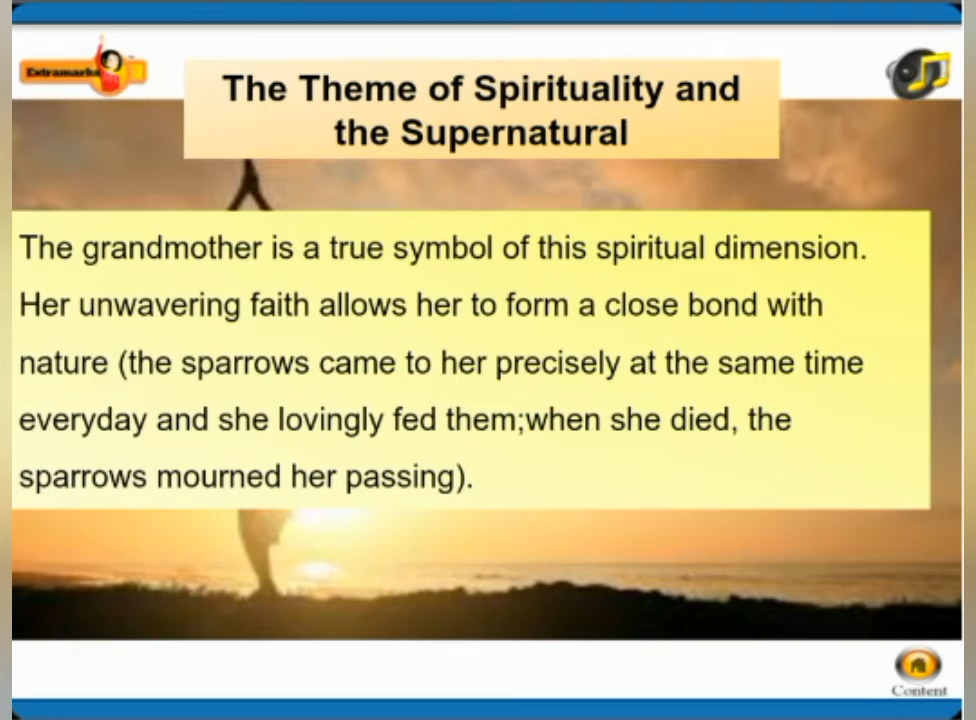 Extramarks
The Theme of Spirituality and
the Supernatural
The grandmother is a true symbol of this spiritual dimension.
Her unwavering faith allows her to form a close bond with
nature (the sparrows came to her precisely at the same time
everyday and she lovingly fed them;when she died, the
sparrows mourned her passing).
Content